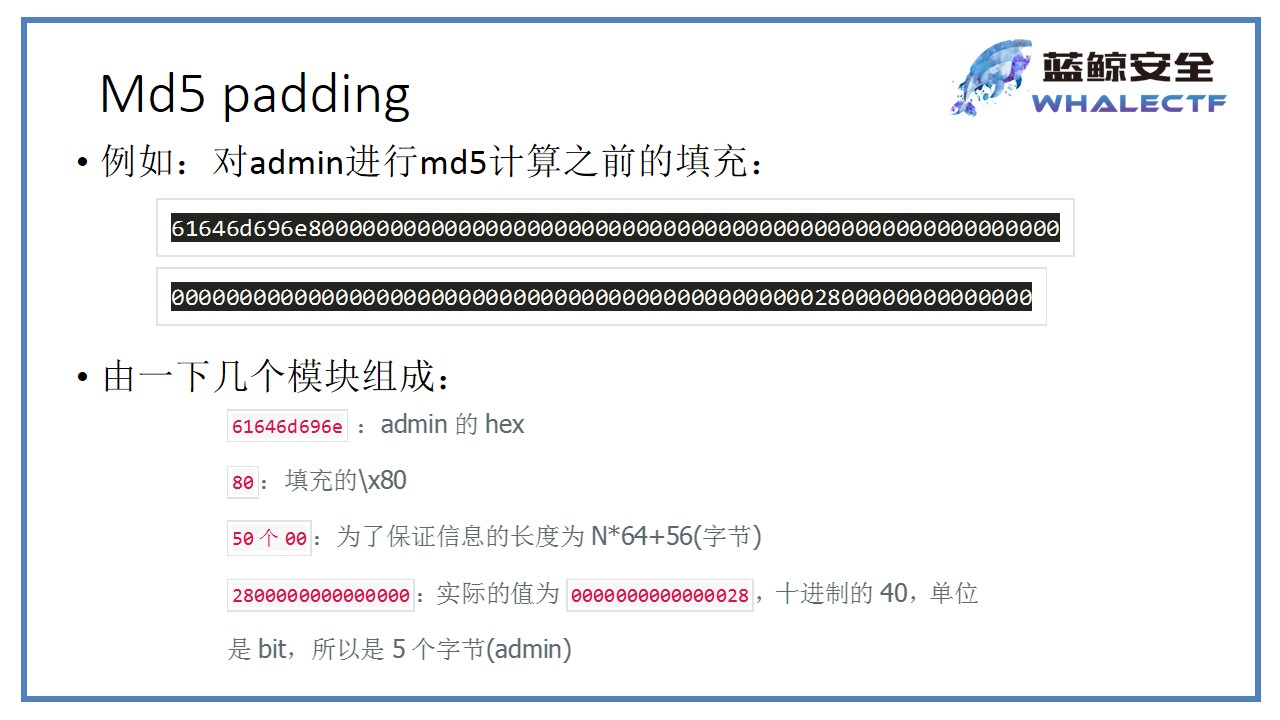 蓝鲸安全
WHALECTF
Md5 padding
• 例如：对admin进行md5计算之前的填充：
61646d696e8000000000000000000000000000000000000000000000000000000
000000000000000000000000000000000000000000000002800000000000000
• 由一下几个模块组成：
61646d696e ：admin 的 hex
80 ：填充的\x80
50 个 00 ：为了保证信息的长度为 N*64+56(字节)
2800000000000000 ：实际的值为 0000000000000028 ，十进制的 40，单位
是 bit，所以是 5 个字节(admin)